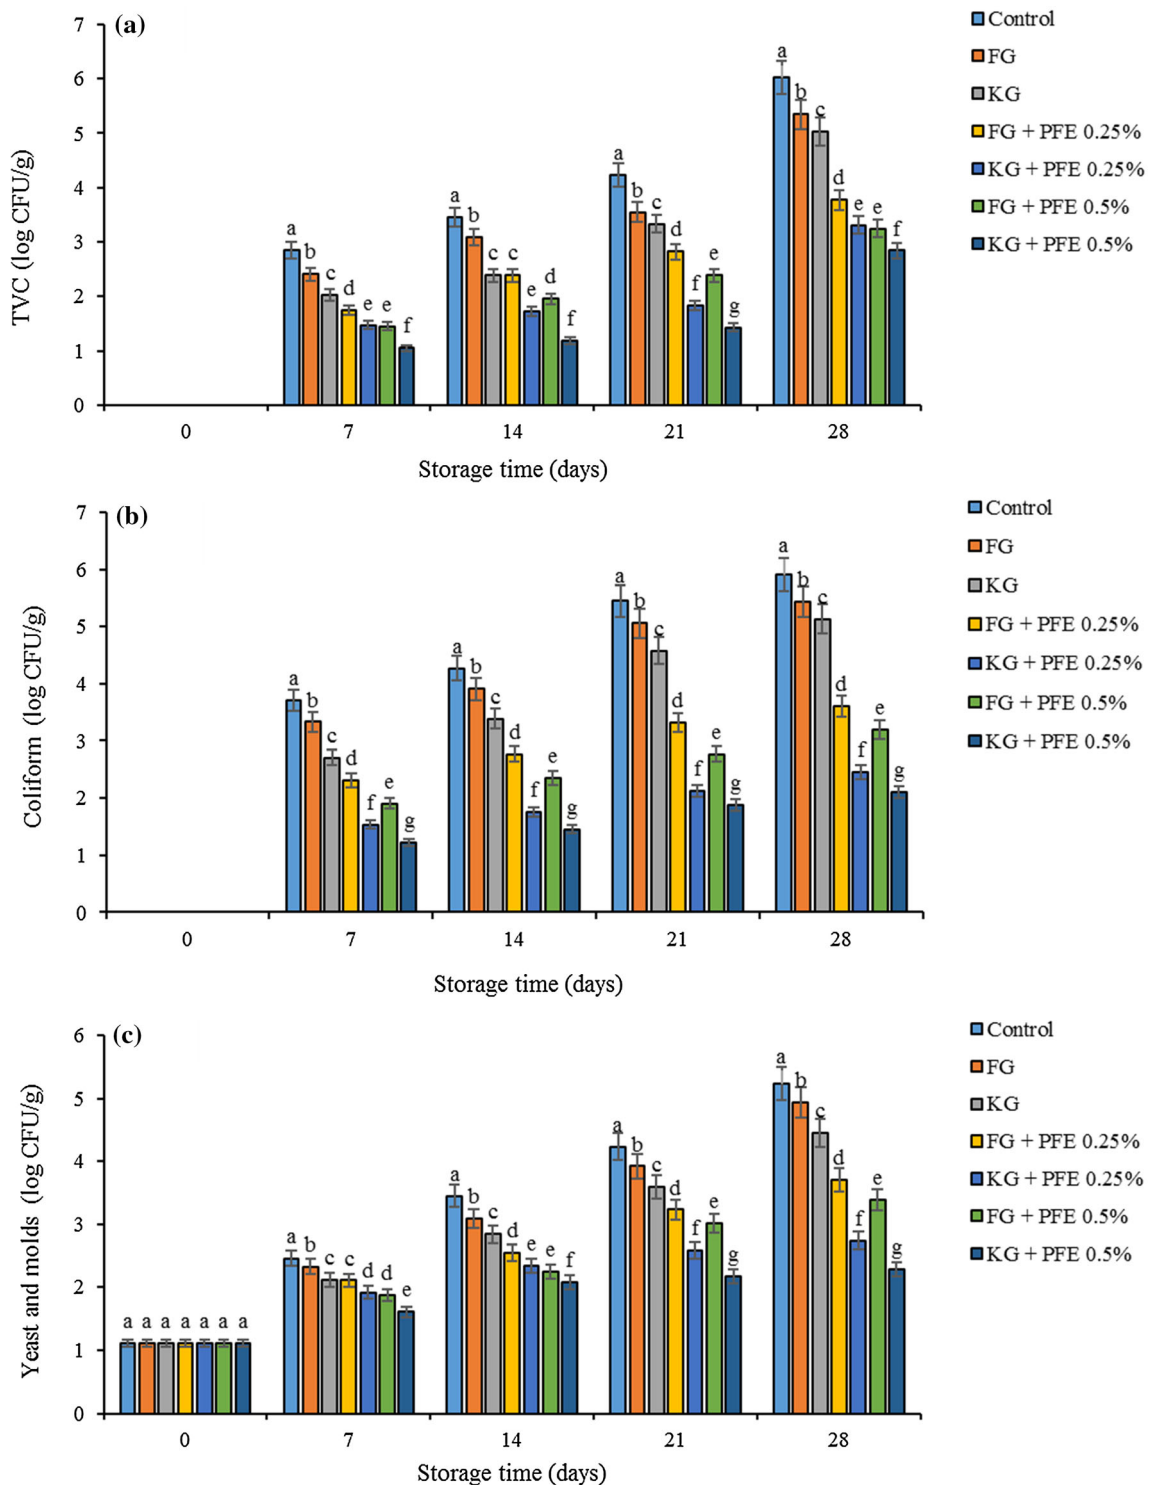 (a)
TVC (log CFU/g)
7
6
5
4
3
2
1
0
a b c d e e f
a b c c e d f
a b c d f e g
a b c d e e f
0 7 14 21 28
Storage time (days)
Control
FG
KG
FG + PFE 0.25%
KG + PFE 0.25%
FG + PFE 0.5%
KG + PFE 0.5%
(b)
Coliform (log CFU/g)
7
6
5
4
3
2
1
0
a b c d f e g
a b c d f e g
a b c d f e g
a b c d f e g
0 7 14 21 28
Storage time (days)
Control
FG
KG
FG + PFE 0.25%
KG + PFE 0.25%
FG + PFE 0.5%
KG + PFE 0.5%
(c)
Yeast and molds (log CFU/g)
6
5
4
3
2
1
0
a a a a a a a
a b c c d d e
a b c d e e f
a b c d f e g
a b c d f e g
0 7 14 21 28
Storage time (days)
Control
FG
KG
FG + PFE 0.25%
KG + PFE 0.25%
FG + PFE 0.5%
KG + PFE 0.5%